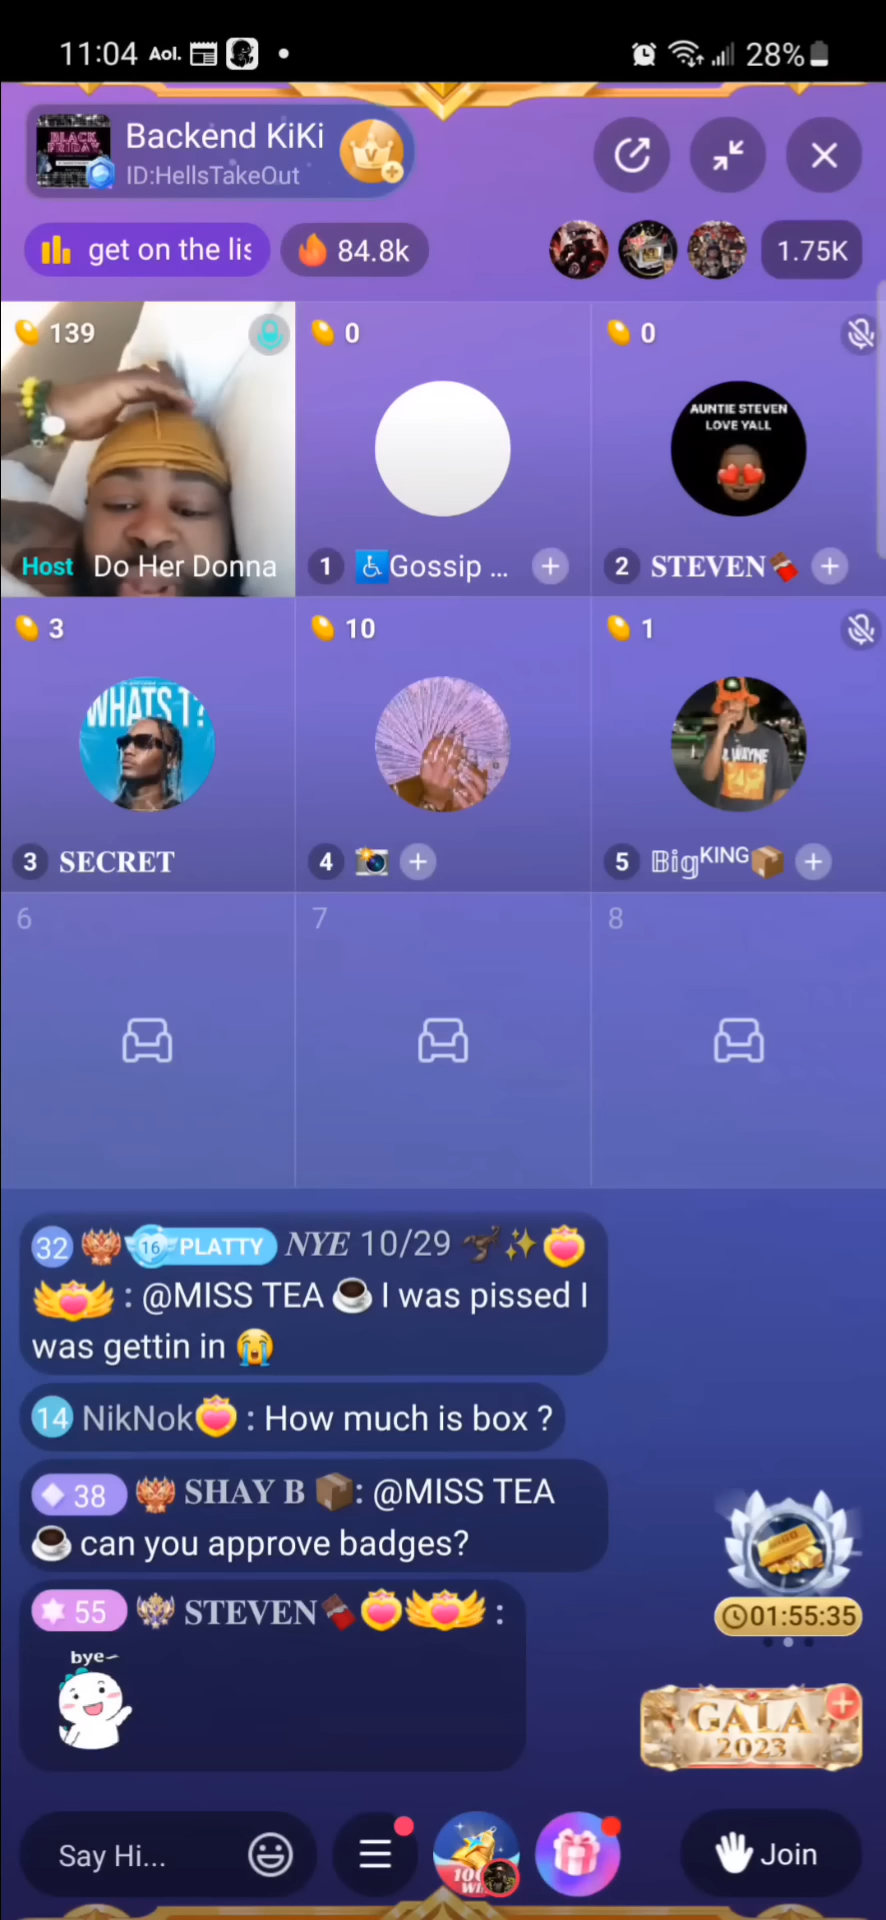 11:04 Aol. 28%
BLACK
FRIDAY
Backend KiKi
V
ID:HellsTakeOut
get on the lis
84.8k
1.75K
139
0
0
AUNTIE STEVEN
LOVE YALL
Host Do Her Donna
1 Gossip ...
2 STEVEN
3
10
1
WHATS T?
WAYNE
3 SECRET
4
5 𝔹𝕚𝕘ᴷᴵᴺᴳ
6
7
8
32 16 PLATTY NYE 10/29
: @MISS TEA I was pissed I
was gettin in
14 NikNok : How much is box ?
38 SHAY B : @MISS TEA
can you approve badges?
55 STEVEN :
bye~
01:55:35
GALA
2023
Say Hi...
Join